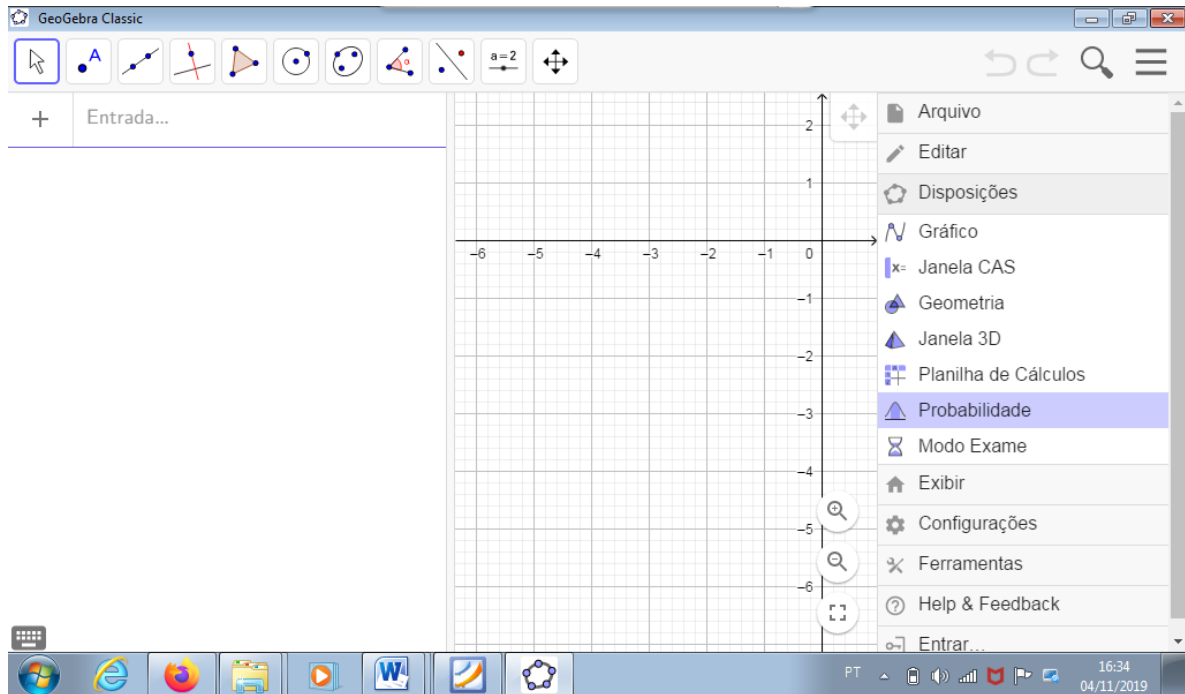 GeoGebra Classic
A
a=2
+ Entrada...
2
1
−6 −5 −4 −3 −2 −1 0
−1
−2
−3
−4
−5
−6
Arquivo
Editar
Disposições
Gráfico
x= Janela CAS
Geometria
Janela 3D
Planilha de Cálculos
Probabilidade
Modo Exame
Exibir
Configurações
Ferramentas
? Help & Feedback
Entrar...
W
PT
16:34
04/11/2019